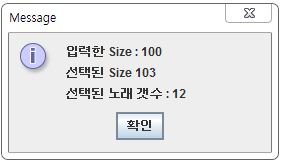 Message
입력한 Size : 100
선택된 Size 103
선택된 노래 갯수 : 12
확인